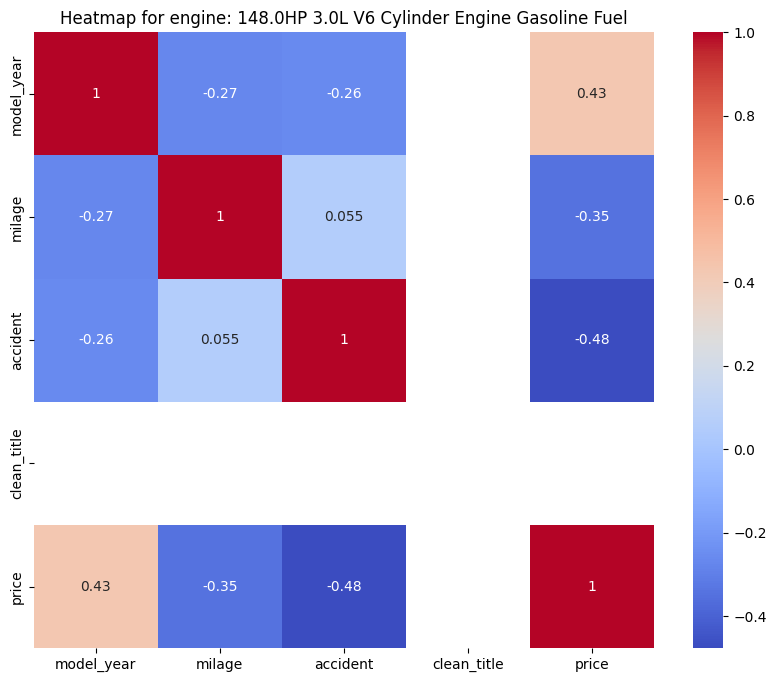 Heatmap for engine: 148.0HP 3.0L V6 Cylinder Engine Gasoline Fuel
model_year 1 -0.27 -0.26 0.43
milage -0.27 1 0.055 -0.35
accident -0.26 0.055 1 -0.48
clean_title
price 0.43 -0.35 -0.48 1
model_year milage accident clean_title price
1.0
0.8
0.6
0.4
0.2
0.0
−0.2
−0.4